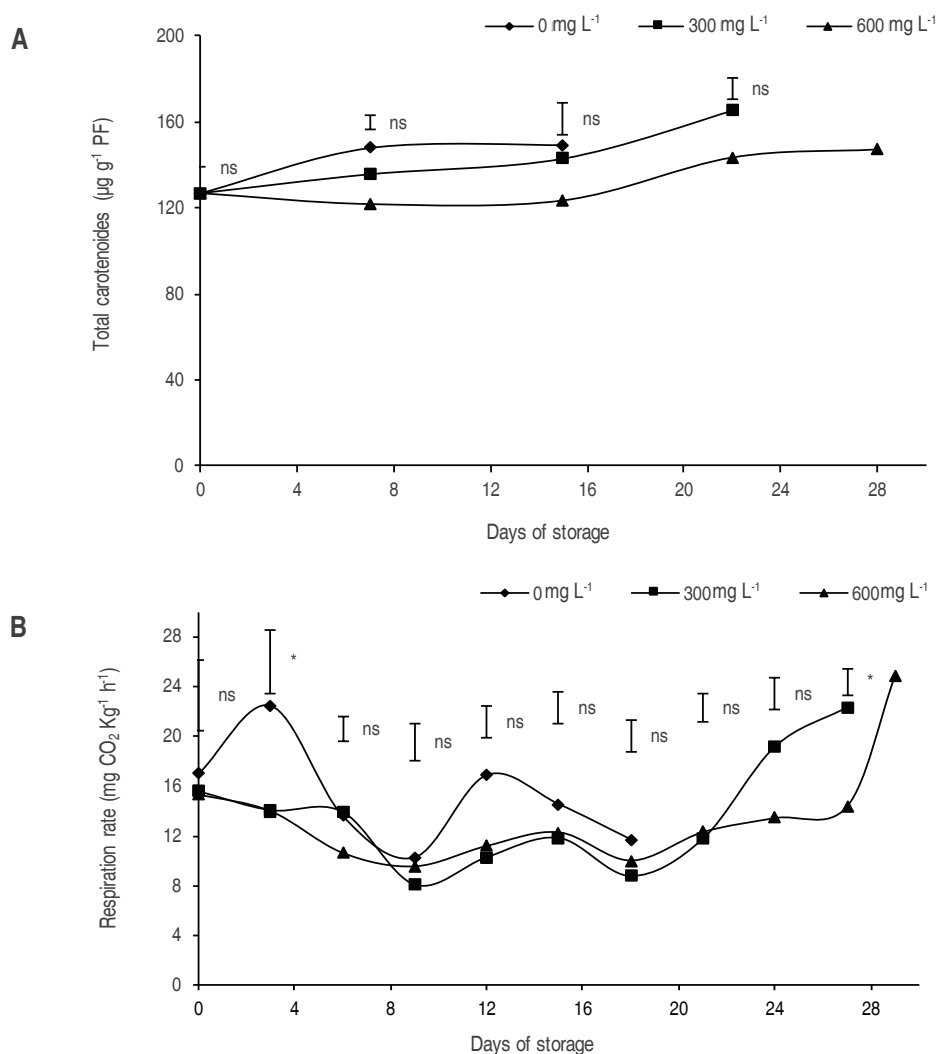 A
0 mg L-1 300 mg L-1 600 mg L-1
Total carotenoides (µg g-1 PF)
200
160
120
80
40
0
ns
ns
ns
ns
0 4 8 12 16 20 24 28
Days of storage
B
0 mg L-1 300 mg L-1 600 mg L-1
Respiration rate (mg CO2 Kg-1 h-1)
28
24
20
16
12
8
4
0
ns
*
ns
ns
ns
ns
ns
ns
ns
*
0 4 8 12 16 20 24 28
Days of storage